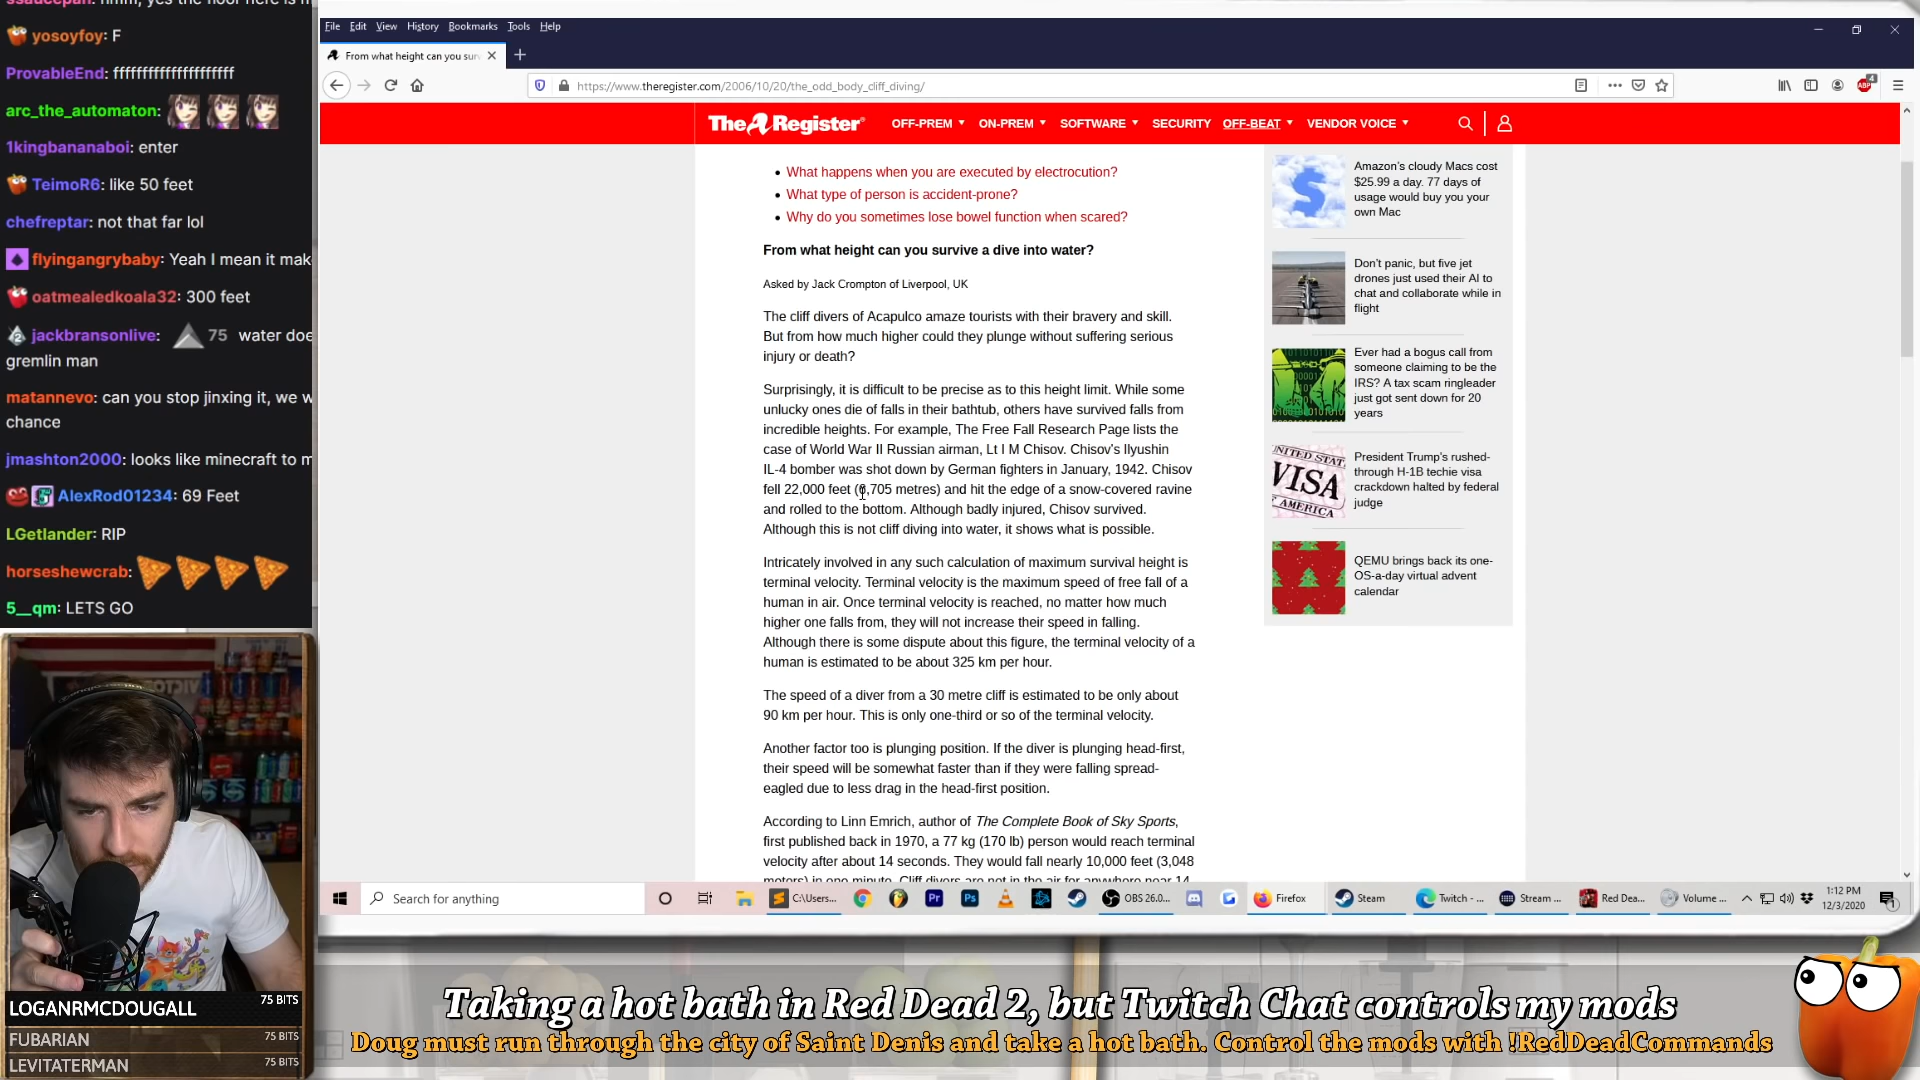 yosoyfoy: F
ProvableEnd: fffffffffffffffffffff
arc_the_automaton:
1kingbananaboi: enter
TeimoR6: like 50 feet
chefreptar: not that far lol
flyingangrybaby: Yeah I mean it mak
oatmealedkoala32: 300 feet
jackbransonlive: 75 water doe
gremlin man
matannevo: can you stop jinxing it, we w
chance
jmashton2000: looks like minecraft to m
AlexRod01234: 69 Feet
LGetlander: RIP
horseshewcrab:
5__qm: LETS GO
LOGANRMCDOUGALL 75 BITS
FUBARIAN 75 BITS
LEVITATERMAN 75 BITS
File Edit View History Bookmarks Tools Help
From what height can you sur
https://www.theregister.com/2006/10/20/the_odd_body_cliff_diving/
4
ABP
The Register
OFF-PREM ON-PREM SOFTWARE SECURITY OFF-BEAT VENDOR VOICE
What happens when you are executed by electrocution?
What type of person is accident-prone?
Why do you sometimes lose bowel function when scared?
From what height can you survive a dive into water?
Asked by Jack Crompton of Liverpool, UK
The cliff divers of Acapulco amaze tourists with their bravery and skill.
But from how much higher could they plunge without suffering serious
injury or death?
Surprisingly, it is difficult to be precise as to this height limit. While some
unlucky ones die of falls in their bathtub, others have survived falls from
incredible heights. For example, The Free Fall Research Page lists the
case of World War II Russian airman, Lt I M Chisov. Chisov's Ilyushin
IL-4 bomber was shot down by German fighters in January, 1942. Chisov
fell 22,000 feet (6,705 metres) and hit the edge of a snow-covered ravine
and rolled to the bottom. Although badly injured, Chisov survived.
Although this is not cliff diving into water, it shows what is possible.
Intricately involved in any such calculation of maximum survival height is
terminal velocity. Terminal velocity is the maximum speed of free fall of a
human in air. Once terminal velocity is reached, no matter how much
higher one falls from, they will not increase their speed in falling.
Although there is some dispute about this figure, the terminal velocity of a
human is estimated to be about 325 km per hour.
The speed of a diver from a 30 metre cliff is estimated to be only about
90 km per hour. This is only one-third or so of the terminal velocity.
Another factor too is plunging position. If the diver is plunging head-first,
their speed will be somewhat faster than if they were falling spread-
eagled due to less drag in the head-first position.
According to Linn Emrich, author of The Complete Book of Sky Sports,
first published back in 1970, a 77 kg (170 lb) person would reach terminal
velocity after about 14 seconds. They would fall nearly 10,000 feet (3,048
meters) in one minute. Cliff divers are not in the air for anywhere near 14
Amazon's cloudy Macs cost
$25.99 a day. 77 days of
usage would buy you your
own Mac
Don't panic, but five jet
drones just used their AI to
chat and collaborate while in
flight
Ever had a bogus call from
someone claiming to be the
IRS? A tax scam ringleader
just got sent down for 20
years
VISA
President Trump's rushed-
through H-1B techie visa
crackdown halted by federal
judge
QEMU brings back its one-
OS-a-day virtual advent
calendar
Search for anything
C:\Users...
Pr
Ps
OBS 26.0...
Firefox
Steam
Twitch - ...
Stream ...
Red Dea...
Volume ...
1:12 PM
12/3/2020
Taking a hot bath in Red Dead 2, but Twitch Chat controls my mods
Doug must run through the city of Saint Denis and take a hot bath. Control the mods with !RedDeadCommands